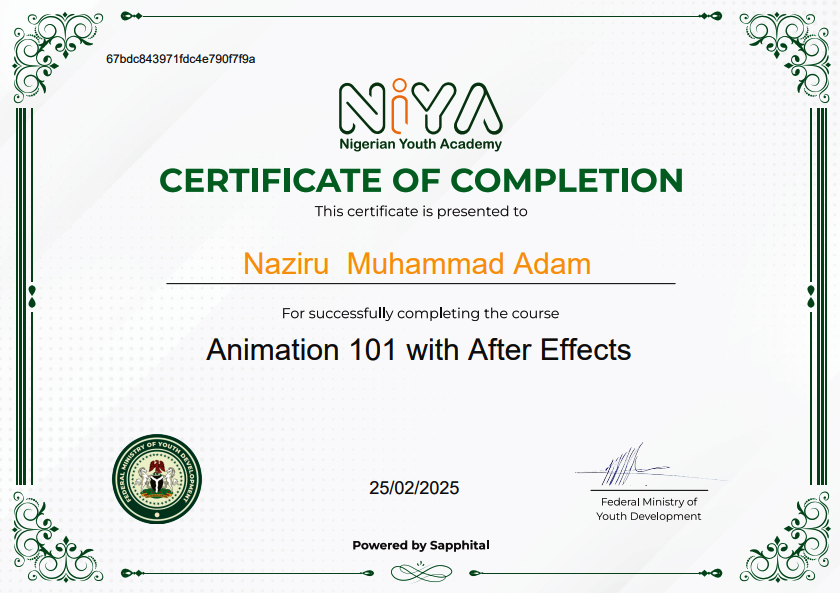 67bdc843971fdc4e790f7f9a
NiYA
Nigerian Youth Academy
CERTIFICATE OF COMPLETION
This certificate is presented to
Naziru Muhammad Adam
For successfully completing the course
Animation 101 with After Effects
FEDERAL MINISTRY OF YOUTH DEVELOPMENT
25/02/2025
Federal Ministry of
Youth Development
Powered by Sapphital